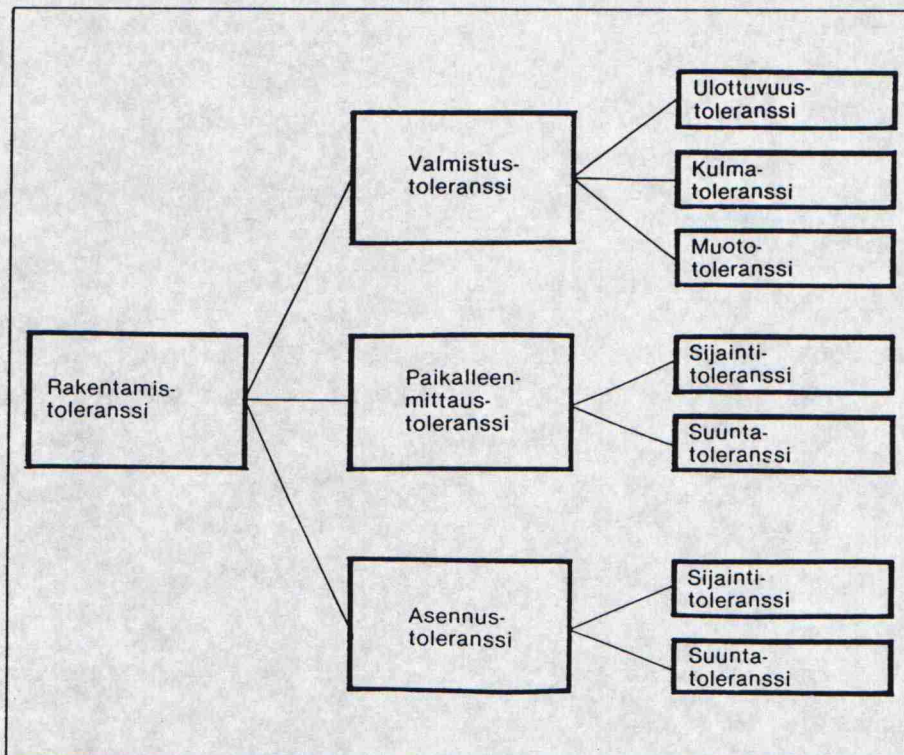 Rakentamis-
toleranssi
Valmistus-
toleranssi
Ulottuvuus-
toleranssi
Kulma-
toleranssi
Muoto-
toleranssi
Paikalleen-
mittaus-
toleranssi
Sijainti-
toleranssi
Suunta-
toleranssi
Asennus-
toleranssi
Sijainti-
toleranssi
Suunta-
toleranssi